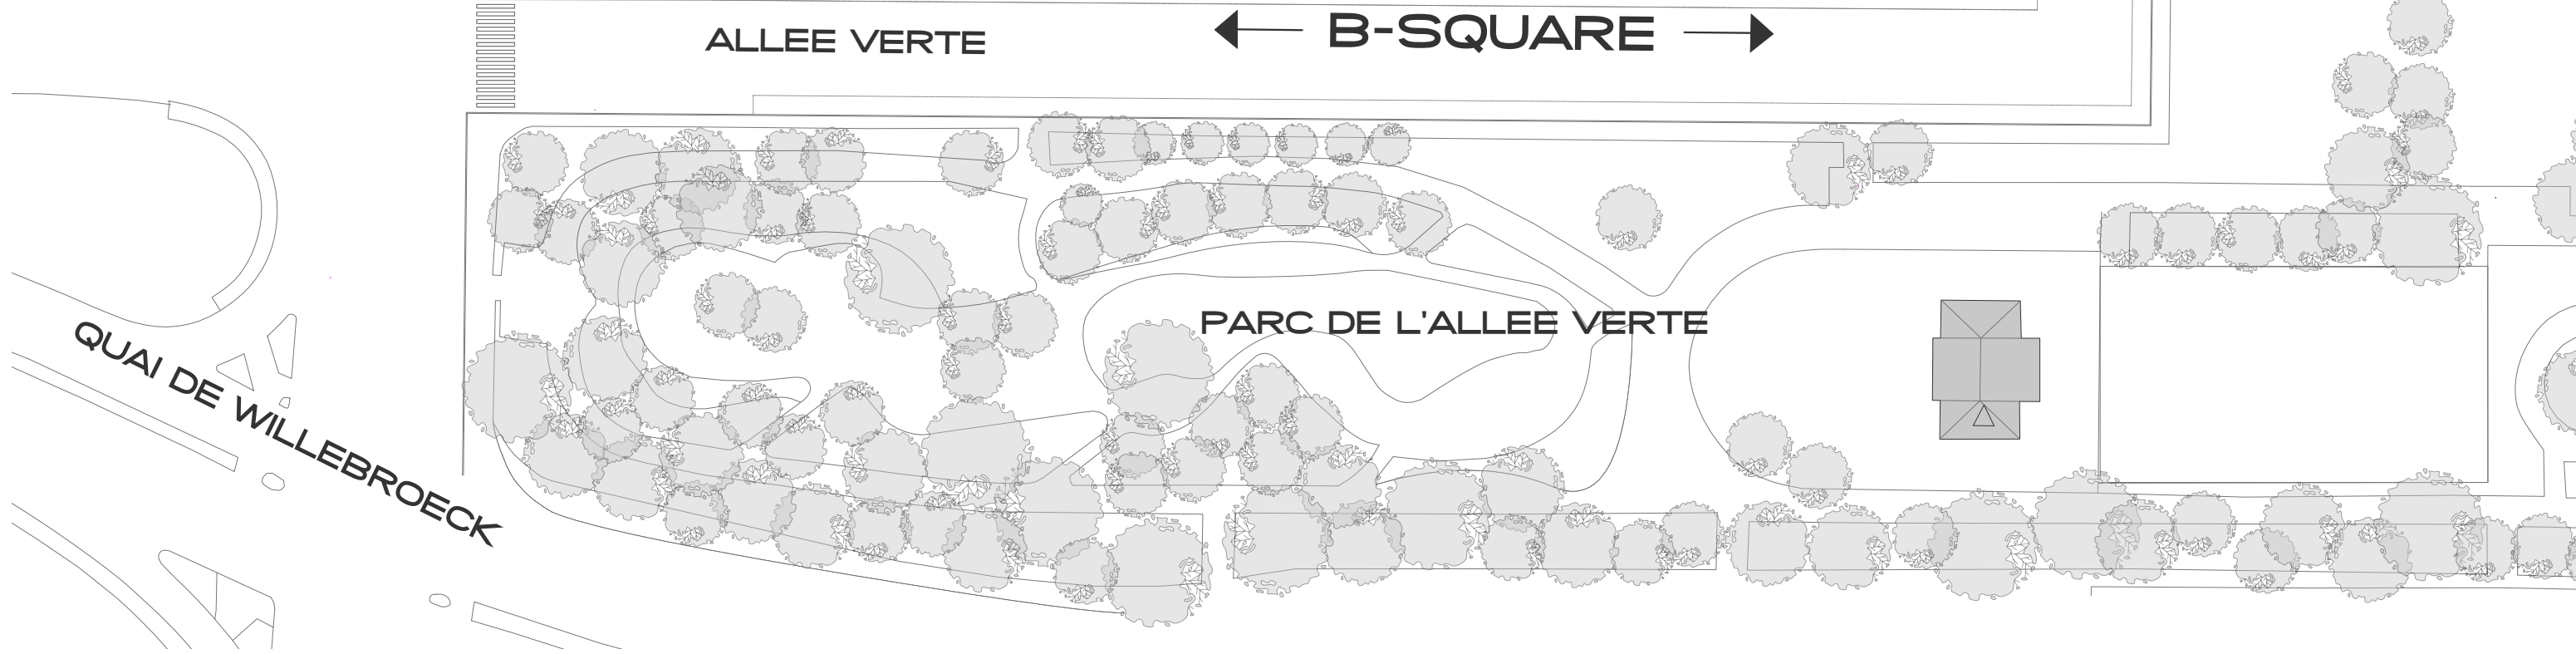 ALLEE VERTE
B-SQUARE
PARC DE L'ALLEE VERTE
QUAI DE WILLEBROECK